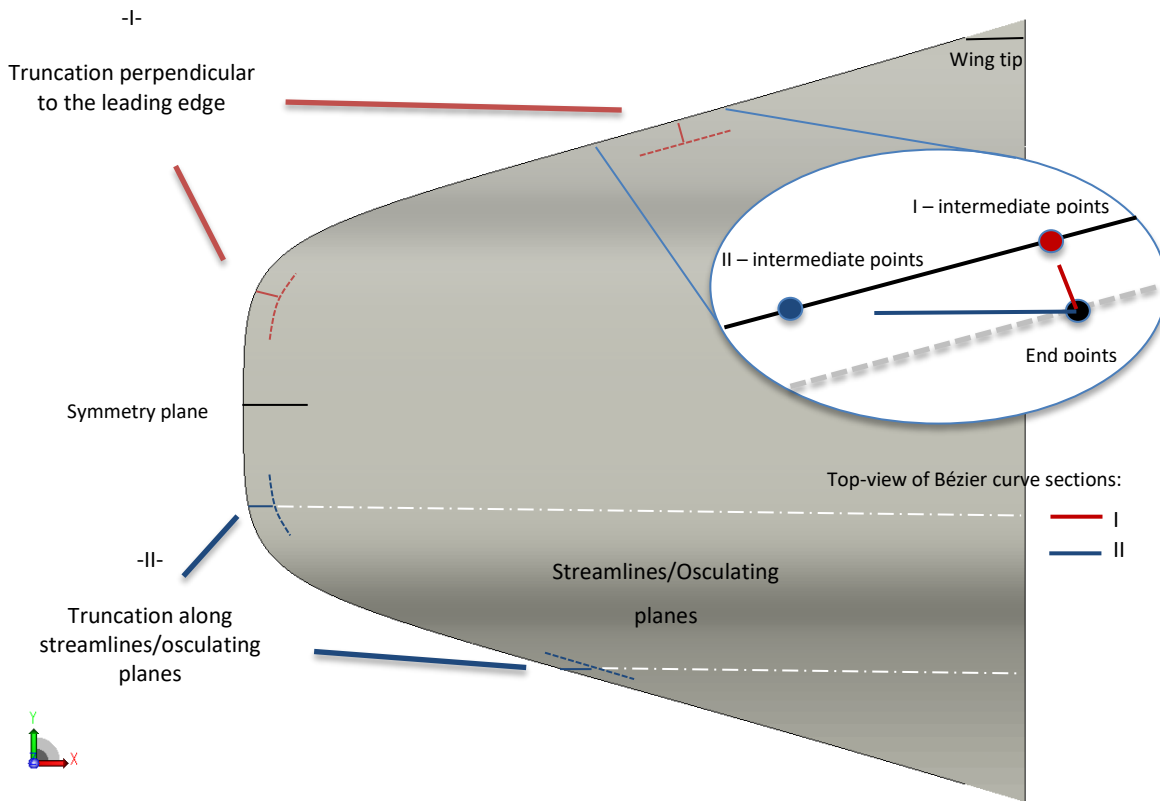 -I-
Truncation perpendicular
to the leading edge
Wing tip
I – intermediate points
II – intermediate points
End points
Symmetry plane
Top-view of Bézier curve sections:
I
II
-II-
Truncation along
streamlines/osculating
planes
Streamlines/Osculating
planes
Y
Z
X